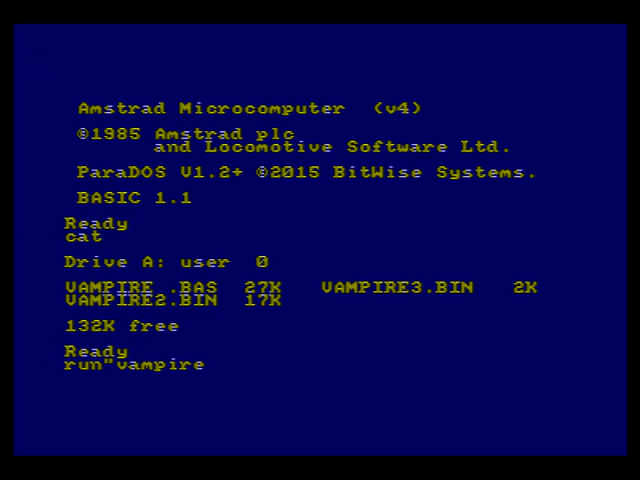 Amstrad Microcomputer (v4)
©1985 Amstrad plc
and Locomotive Software Ltd.
ParaDOS V1.2+ ©2015 BitWise Systems.
BASIC 1.1
Ready
cat
Drive A: user 0
VAMPIRE .BAS 27K VAMPIRE3.BIN 2K
VAMPIRE2.BIN 17K
132K free
Ready
run"vampire